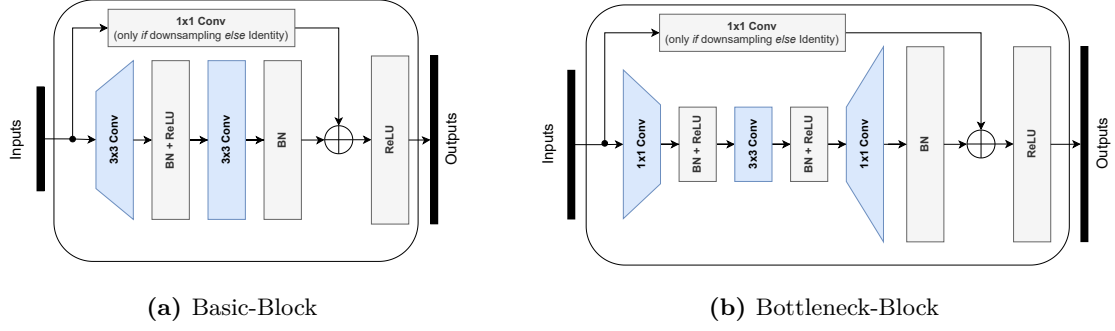 1x1 Conv
(only if downsampling else Identity)
Inputs
3x3 Conv
BN + ReLU
3x3 Conv
BN
ReLU
Outputs
(a) Basic-Block
1x1 Conv
(only if downsampling else Identity)
Inputs
1x1 Conv
BN + ReLU
3x3 Conv
BN + ReLU
1x1 Conv
BN
ReLU
Outputs
(b) Bottleneck-Block